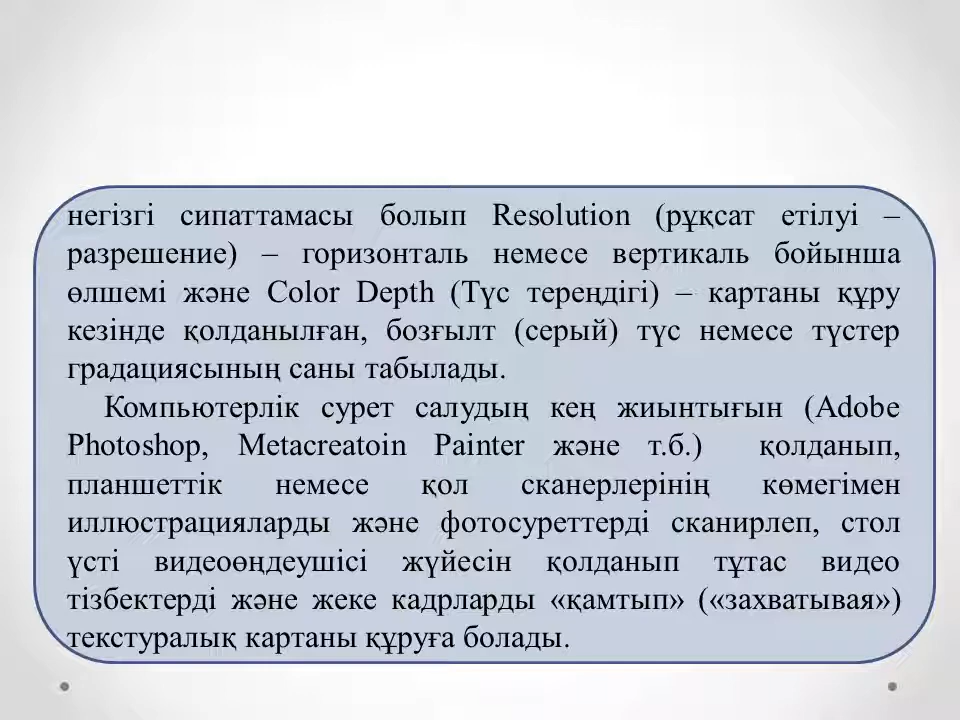 негізгі сипаттамасы болып Resolution (рұқсат етілуі –
разрешение) – горизонталь немесе вертикаль бойынша
өлшемі және Color Depth (Түс тереңдігі) – картаны құру
кезінде қолданылған, бозғылт (серый) түс немесе түстер
градациясының саны табылады.
Компьютерлік сурет салудың кең жиынтығын (Adobe
Photoshop, Metacreatoin Painter және т.б.) қолданып,
планшеттік немесе қол сканерлерінің көмегімен
иллюстрацияларды және фотосуреттерді сканирлеп, стол
үсті видеоөңдеушісі жүйесін қолданып тұтас видео
тізбектерді және жеке кадрларды «қамтып» («захватывая»)
текстуралық картаны құруға болады.